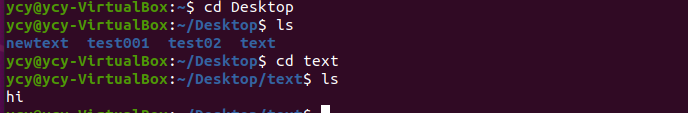 ycy@ycy-VirtualBox:~$ cd Desktop
ycy@ycy-VirtualBox:~/Desktop$ ls
newtext  test001  test02  text
ycy@ycy-VirtualBox:~/Desktop$ cd text
ycy@ycy-VirtualBox:~/Desktop/text$ ls
hi
ycy@ycy-VirtualBox:~/Desktop/text$